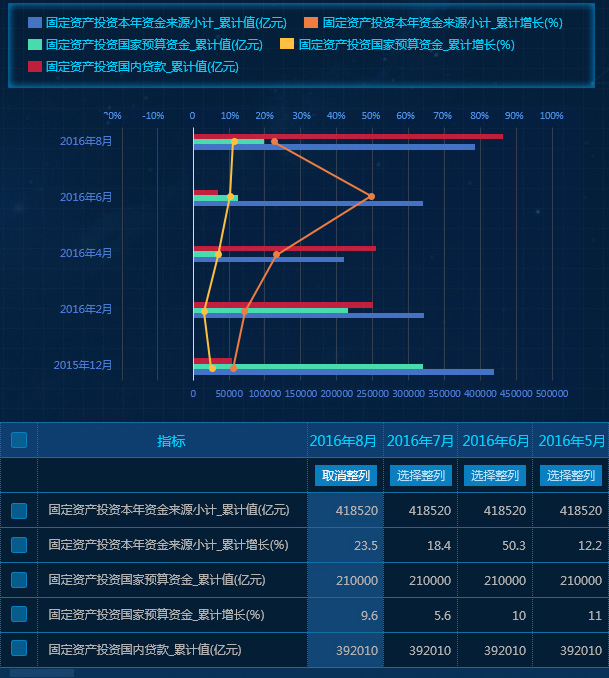 固定资产投资本年资金来源小计_累计值(亿元) 固定资产投资本年资金来源小计_累计增长(%)
固定资产投资国家预算资金_累计值(亿元) 固定资产投资国家预算资金_累计增长(%)
固定资产投资国内贷款_累计值(亿元)
-10% 0 10% 20% 30% 40% 50% 60% 70% 80% 90% 100%
2016年8月
2016年6月
2016年4月
2016年2月
2015年12月
0 50000 100000 150000 200000 250000 300000 350000 400000 450000 500000
指标 2016年8月 2016年7月 2016年6月 2016年5月
取消整列 选择整列 选择整列 选择整列
固定资产投资本年资金来源小计_累计值(亿元) 418520 418520 418520 418520
固定资产投资本年资金来源小计_累计增长(%) 23.5 18.4 50.3 12.2
固定资产投资国家预算资金_累计值(亿元) 210000 210000 210000 210000
固定资产投资国家预算资金_累计增长(%) 9.6 5.6 10 11
固定资产投资国内贷款_累计值(亿元) 392010 392010 392010 392010